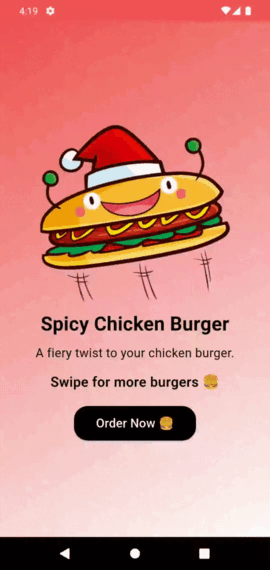 4:19
Spicy Chicken Burger
A fiery twist to your chicken burger.
Swipe for more burgers 🍔
Order Now 🍔